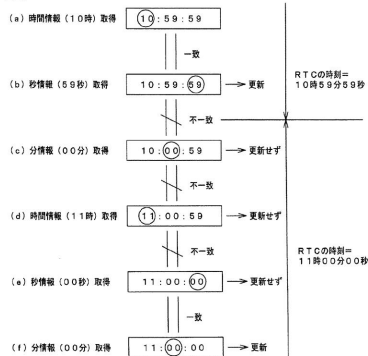 (a) 時間情報（10時）取得
10:59:59
一致
(b) 秒情報（59秒）取得
10:59:59
更新
RTCの時刻＝
10時59分59秒
不一致
(c) 分情報（00分）取得
10:00:59
更新せず
不一致
(d) 時間情報（11時）取得
11:00:59
更新せず
不一致
RTCの時刻＝
11時00分00秒
(e) 秒情報（00秒）取得
11:00:00
更新せず
一致
(f) 分情報（00分）取得
11:00:00
更新